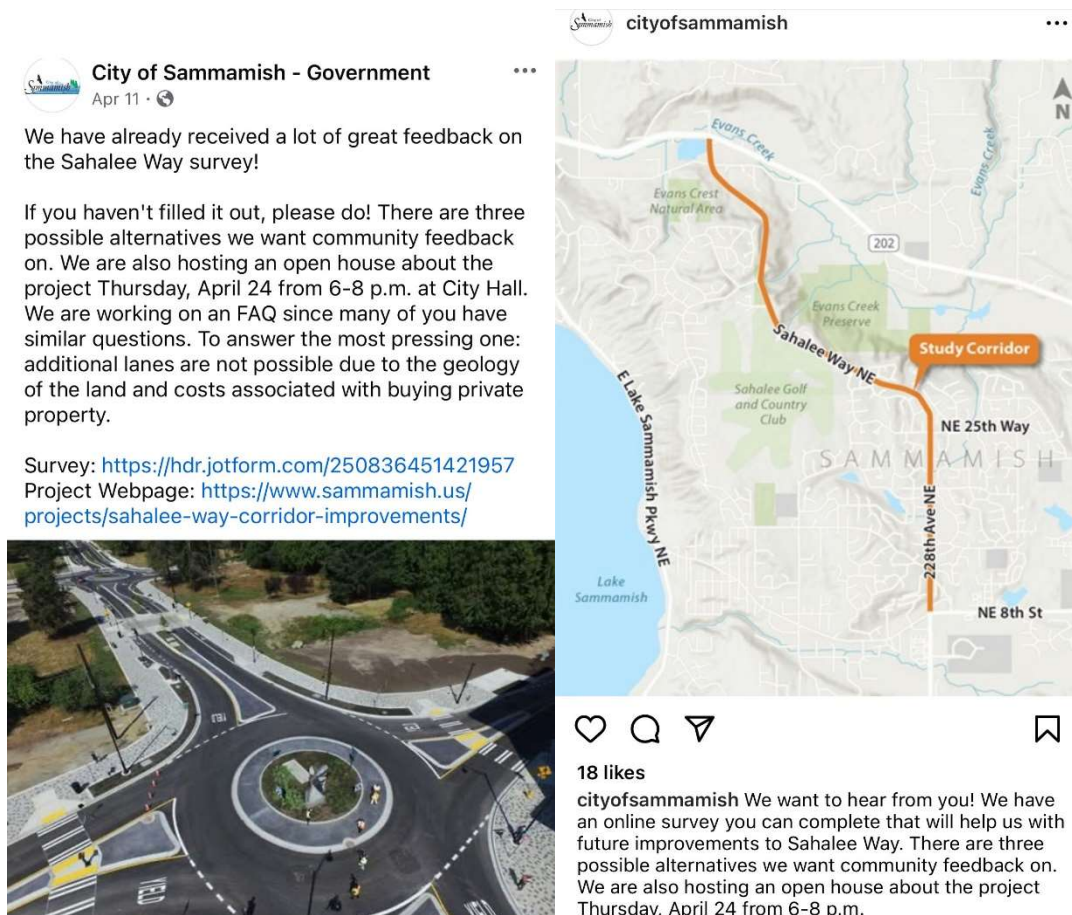 City of Sammamish - Government
Apr 11 ·
We have already received a lot of great feedback on
the Sahalee Way survey!
If you haven't filled it out, please do! There are three
possible alternatives we want community feedback
on. We are also hosting an open house about the
project Thursday, April 24 from 6-8 p.m. at City Hall.
We are working on an FAQ since many of you have
similar questions. To answer the most pressing one:
additional lanes are not possible due to the geology
of the land and costs associated with buying private
property.
Survey: https://hdr.jotform.com/250836451421957
Project Webpage: https://www.sammamish.us/
projects/sahalee-way-corridor-improvements/
YIELD
Sammamish
cityofsammamish
N
Evans Creek
Evans Creek
Evans Crest
Natural Area
202
Evans Creek
Preserve
Sahalee Way NE
Study Corridor
Sahalee Golf
and Country
Club
E Lake Sammamish Pkwy NE
NE 25th Way
SAMMAMISH
228th Ave NE
Lake
Sammamish
NE 8th St
18 likes
cityofsammamish We want to hear from you! We have
an online survey you can complete that will help us with
future improvements to Sahalee Way. There are three
possible alternatives we want community feedback on.
We are also hosting an open house about the project
Thursday, April 24 from 6-8 p.m.